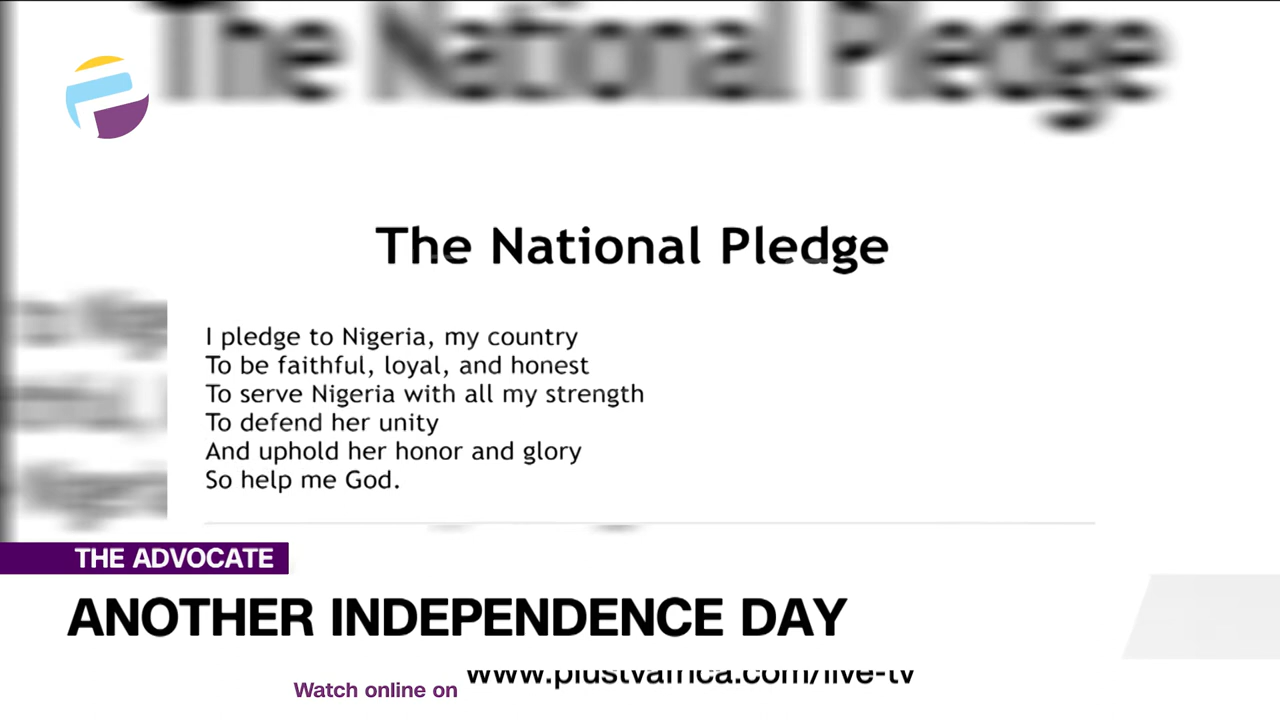 The National Pledge
The National Pledge
I pledge to Nigeria, my country
To be faithful, loyal, and honest
To serve Nigeria with all my strength
To defend her unity
And uphold her honor and glory
So help me God.
THE ADVOCATE
ANOTHER INDEPENDENCE DAY
Watch online on www.plustvafrica.com/live-tv